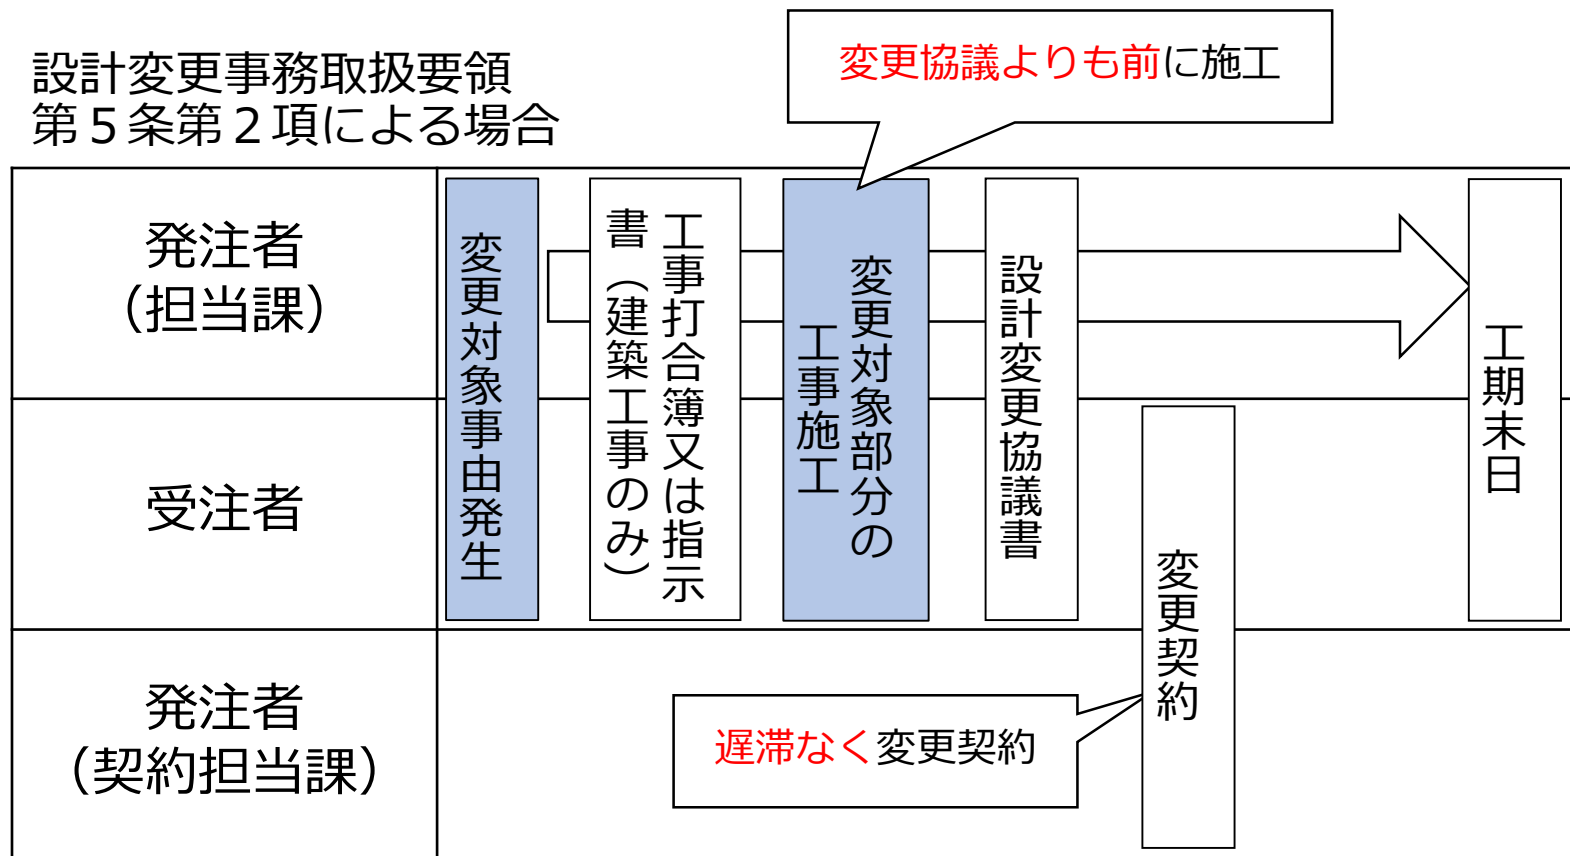 設計変更事務取扱要領
第５条第２項による場合
変更協議よりも前に施工
発注者
（担当課）
受注者
発注者
（契約担当課）
変更対象事由発生
工事打合簿又は指示
書（建築工事のみ）
変更対象部分の
工事施工
設計変更協議書
変更契約
工期末日
遅滞なく変更契約